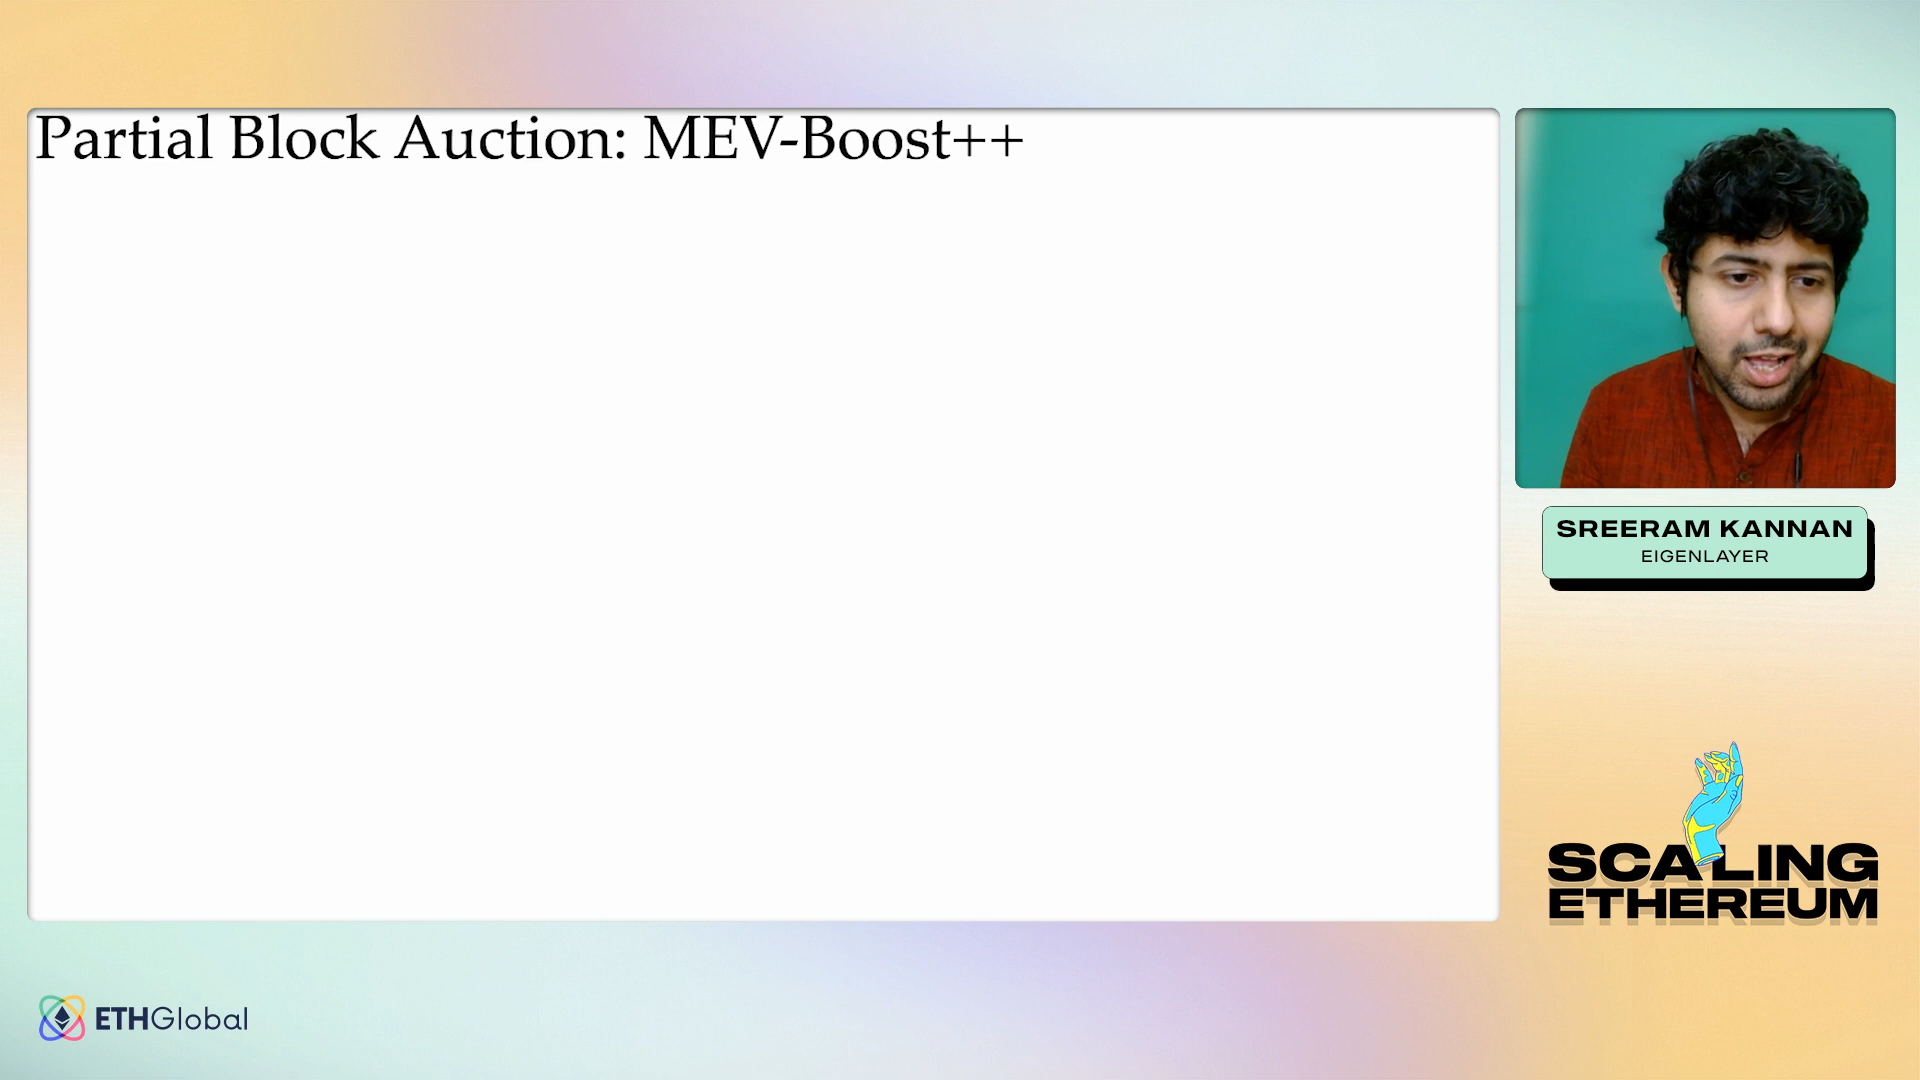 Partial Block Auction: MEV-Boost++
SREERAM KANNAN
EIGENLAYER
SCALING
ETHEREUM
ETHGlobal